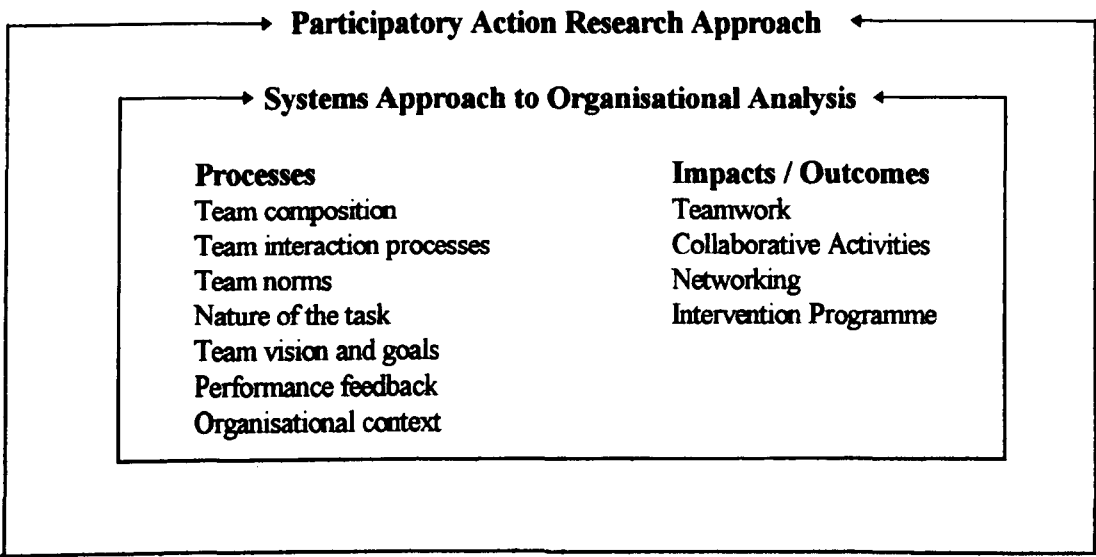 Participatory Action Research Approach
Systems Approach to Organisational Analysis
Processes
Team composition
Team interaction processes
Team norms
Nature of the task
Team vision and goals
Performance feedback
Organisational context
Impacts / Outcomes
Teamwork
Collaborative Activities
Networking
Intervention Programme